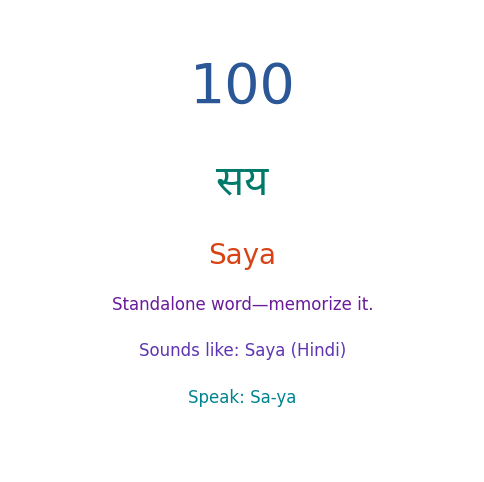 100
सय
Saya
Standalone word—memorize it.
Sounds like: Saya (Hindi)
Speak: Sa-ya